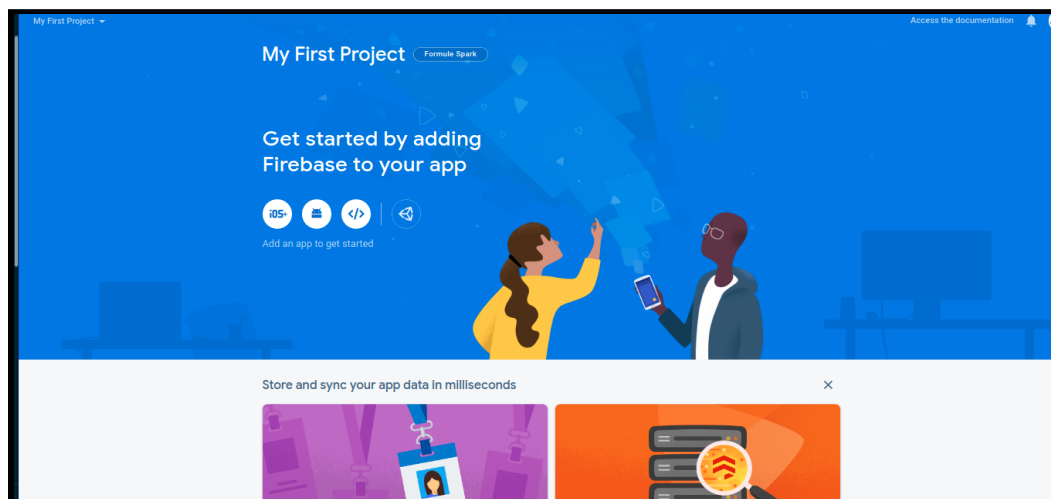 My First Project
Access the documentation
My First Project
Formule Spark
Get started by adding
Firebase to your app
iOS+
</>
Add an app to get started
Store and sync your app data in milliseconds